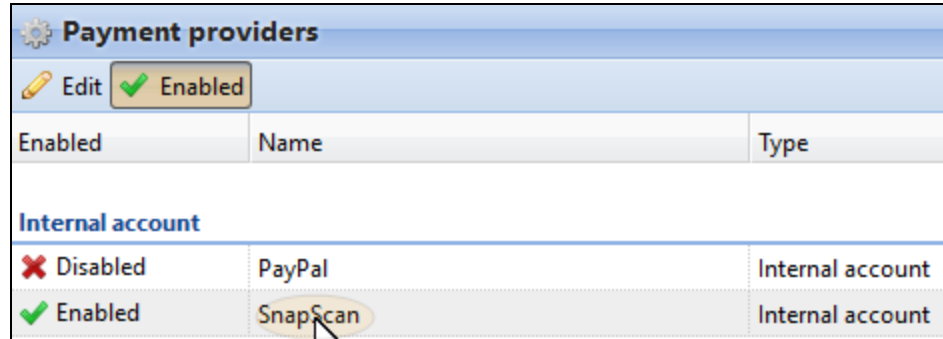 Payment providers
Edit Enabled
Enabled Name Type
Internal account
Disabled PayPal Internal account
Enabled SnapScan Internal account